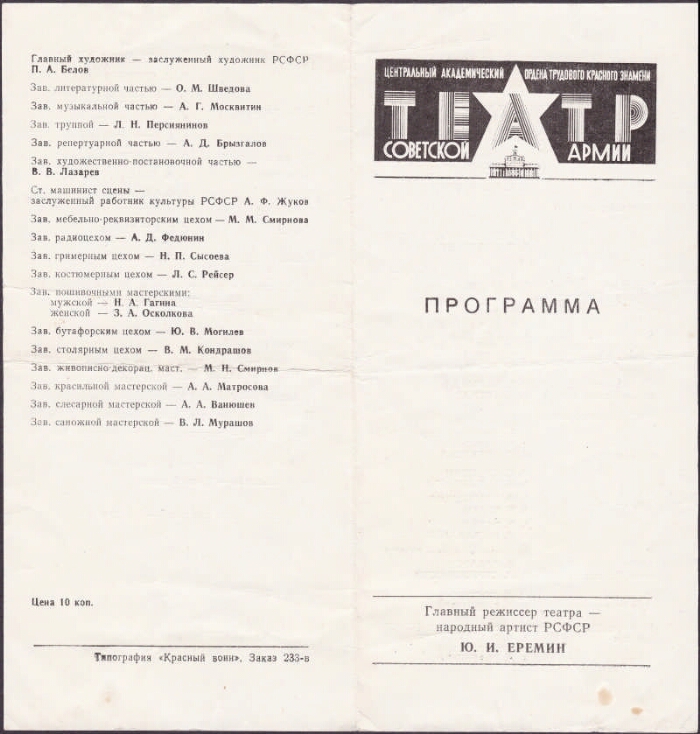 Главный художник — заслуженный художник РСФСР
П. А. Белов
Зав. литературной частью — О. М. Шведова
Зав. музыкальной частью — А. Г. Москвитин
Зав. труппой — Л. Н. Персиянинов
Зав. репертуарной частью — А. Д. Брызгалов
Зав. художественно-постановочной частью —
В. В. Лазарев
Ст. машинист сцены —
заслуженный работник культуры РСФСР А. Ф. Жуков
Зав. мебельно-реквизиторским цехом — М. М. Смирнова
Зав. радиоцехом — А. Д. Федюнин
Зав. гримерным цехом — Н. П. Сысоева
Зав. костюмерным цехом — Л. С. Рейсер
Зав. пошивочными мастерскими:
мужской — Н. А. Гагина
женской — З. А. Осколкова
Зав. бутафорским цехом — Ю. В. Могилев
Зав. столярным цехом — В. М. Кондрашов
Зав. живописно-декорац. маст. — М. Н. Смирнов
Зав. красильной мастерской — А. А. Матросова
Зав. слесарной мастерской — А. А. Ванюшев
Зав. сапожной мастерской — В. Л. Мурашов
Цена 10 коп.
Типография «Красный воин», Заказ 233-в
ЦЕНТРАЛЬНЫЙ АКАДЕМИЧЕСКИЙ ОРДЕНА ТРУДОВОГО КРАСНОГО ЗНАМЕНИ
ТЕАТР
СОВЕТСКОЙ АРМИИ
ПРОГРАММА
Главный режиссер театра —
народный артист РСФСР
Ю. И. ЕРЕМИН